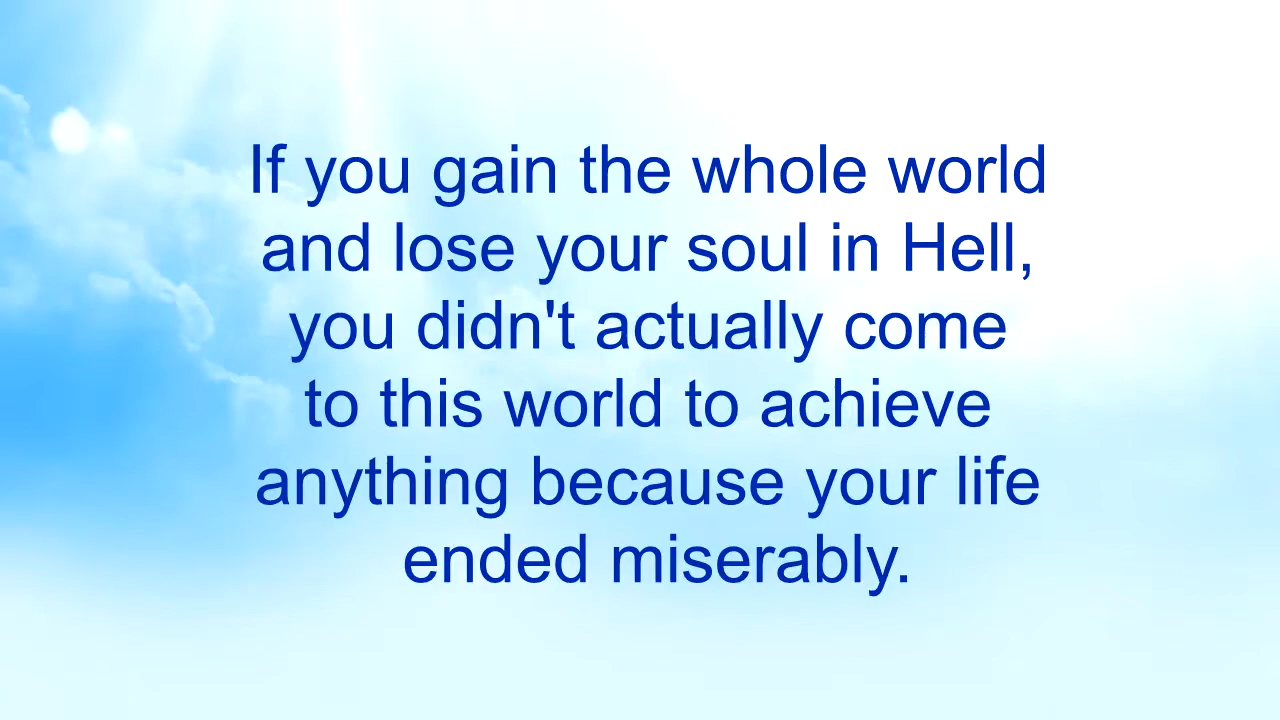 If you gain the whole world
and lose your soul in Hell,
you didn't actually come
to this world to achieve
anything because your life
ended miserably.